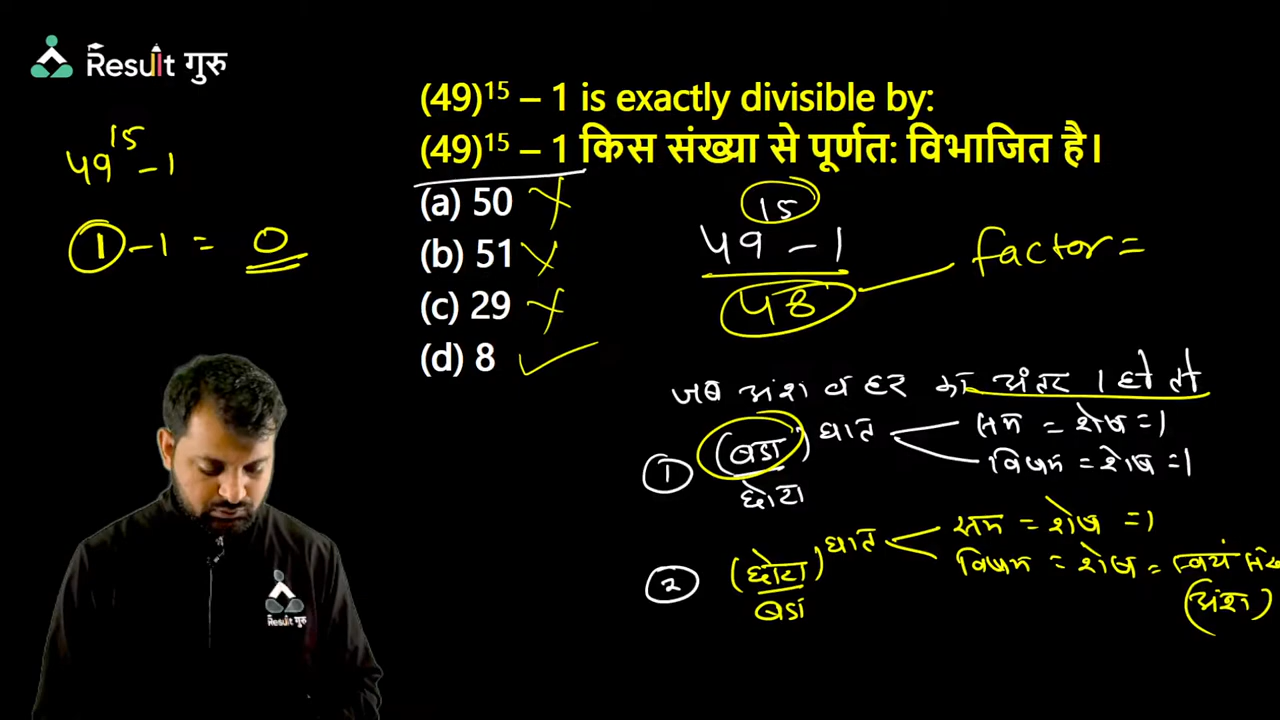 Result गुरु
(49)¹⁵ – 1 is exactly divisible by:
(49)¹⁵ – 1 किस संख्या से पूर्णत: विभाजित है।
(a) 50
(b) 51
(c) 29
(d) 8
49¹⁵ - 1
1 - 1 = 0
49¹⁵ - 1
48
factor =
जब अंश व हर का अंतर 1 हो तो
① (बडा/छोटा)घात
सम = शेष = 1
विषम = शेष = 1
② (छोटा/बडा)घात
सम = शेष = 1
विषम = शेष = स्वयं
(अंश)
Result गुरु